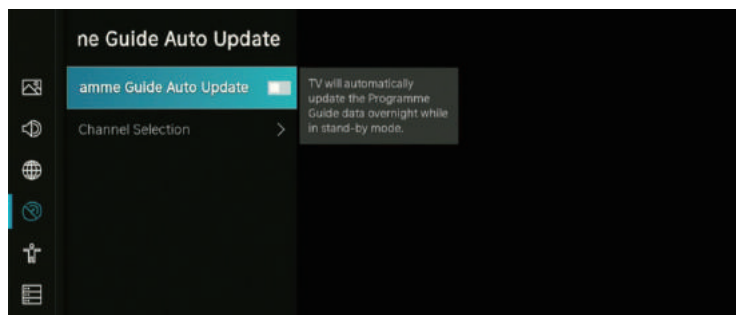 ne Guide Auto Update
amme Guide Auto Update
TV will automatically
update the Programme
Guide data overnight while
in stand-by mode.
Channel Selection